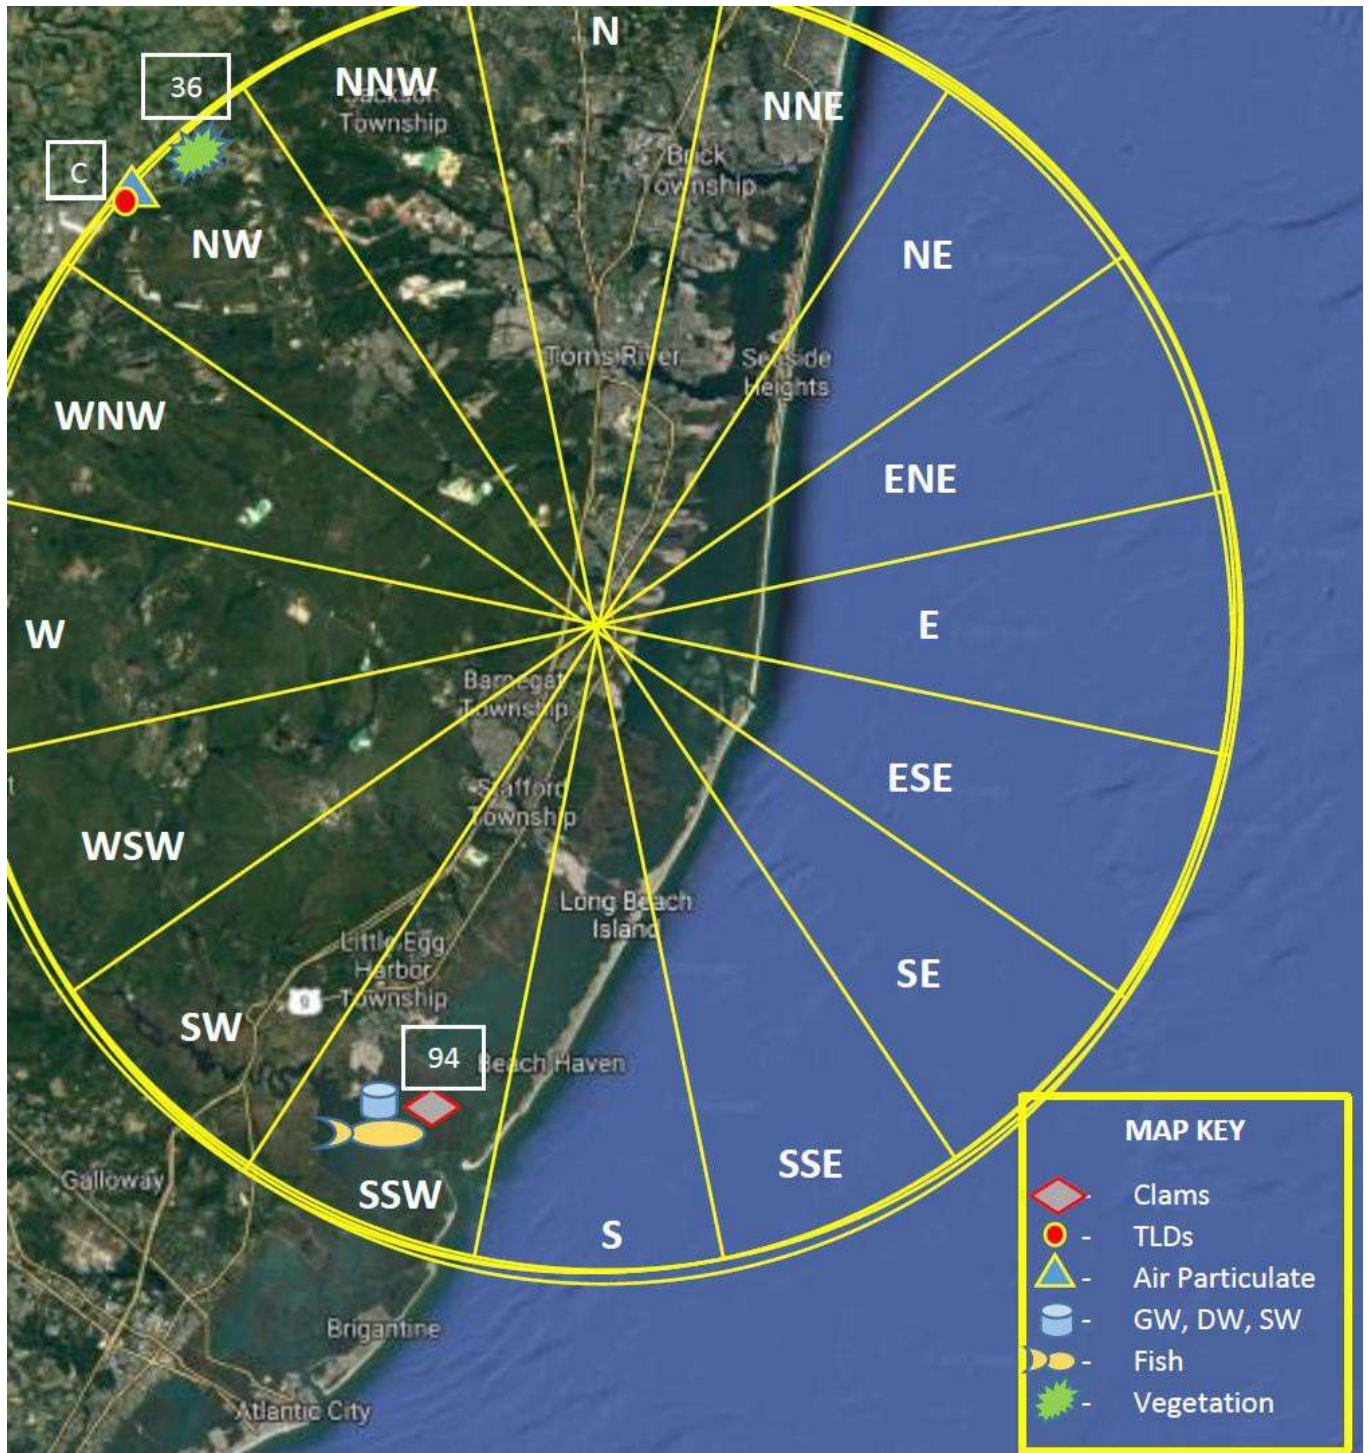 N
NNW
Jackson
Township
36
NNE
Brick
Township
C
NW
NE
Toms River
Seaside
Heights
WNW
ENE
W
E
Barnegat
Township
ESE
Stafford
Township
WSW
Long Beach
Island
Little Egg
Harbor
Township
SE
9
SW
94
Beach Haven
MAP KEY
SSE
Galloway
SSW
Clams
S
- TLDs
- Air Particulate
- GW, DW, SW
Brigantine
- Fish
- Vegetation
Atlantic City